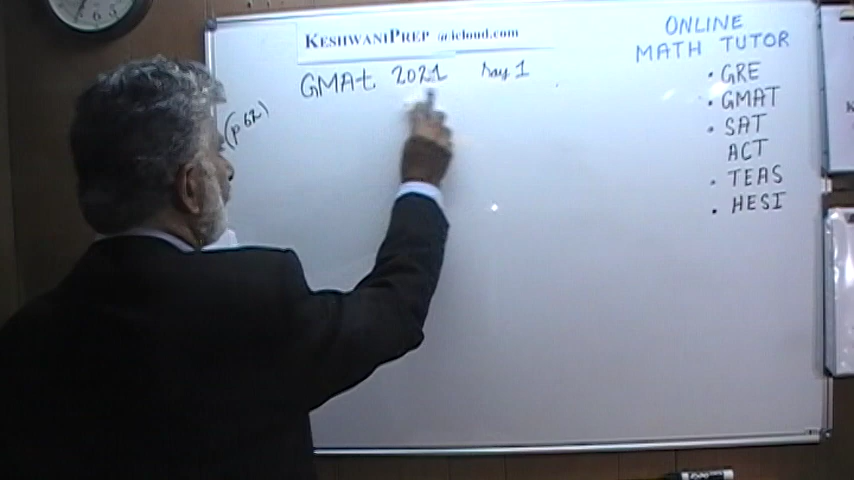 KESHWANIPREP @icloud.com
GMAt 2021 Day 1
(p 62)
ONLINE
MATH TUTOR
• GRE
• GMAT
• SAT
ACT
• TEAS
• HESI